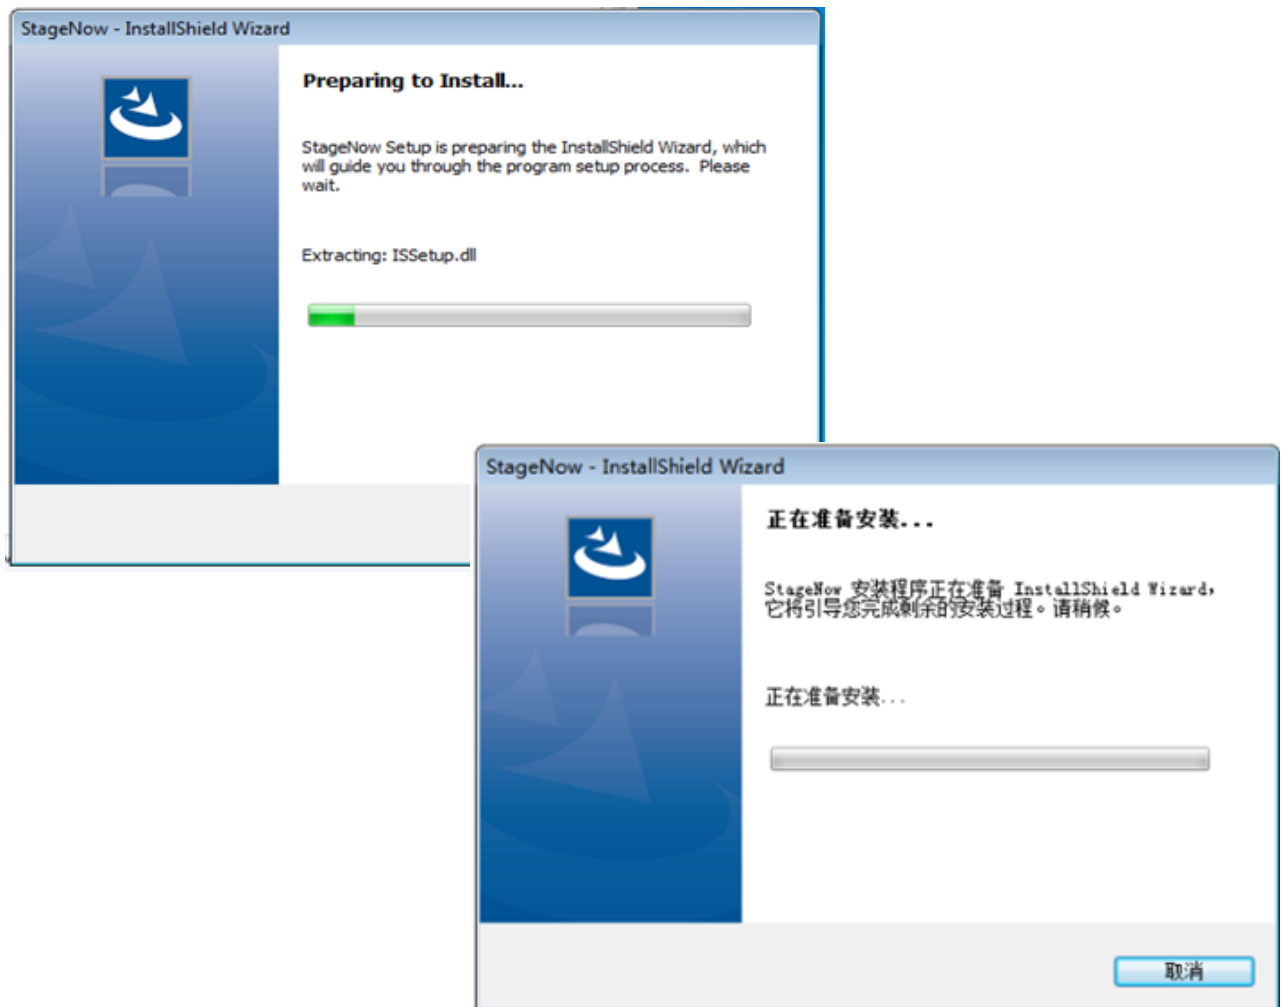 StageNow - InstallShield Wizard
Preparing to Install...
StageNow Setup is preparing the InstallShield Wizard, which
will guide you through the program setup process.  Please
wait.
Extracting: ISSetup.dll
StageNow - InstallShield Wizard
正在准备安装...
StageNow 安装程序正在准备 InstallShield Wizard，
它将引导您完成剩余的安装过程。请稍候。
正在准备安装...
取消